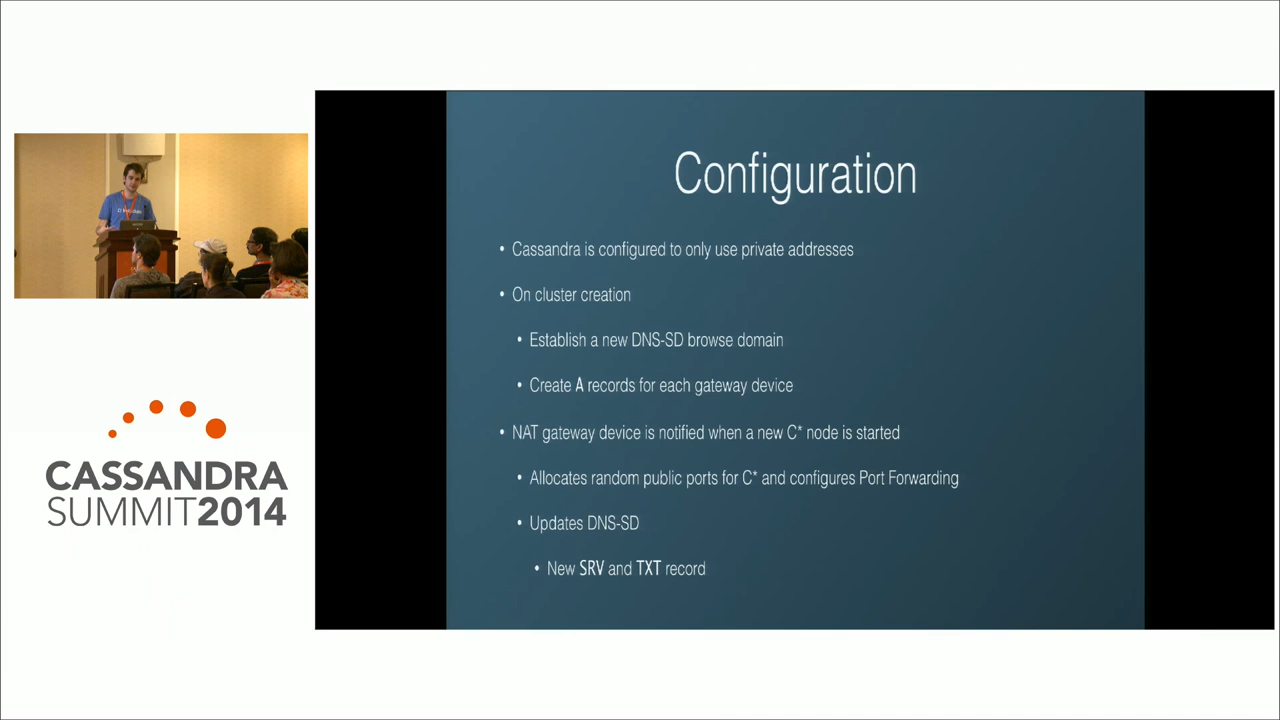 Configuration
• Cassandra is configured to only use private addresses
• On cluster creation
• Establish a new DNS-SD browse domain
• Create A records for each gateway device
• NAT gateway device is notified when a new C* node is started
• Allocates random public ports for C* and configures Port Forwarding
• Updates DNS-SD
• New SRV and TXT record
CASSANDRA
SUMMIT2014